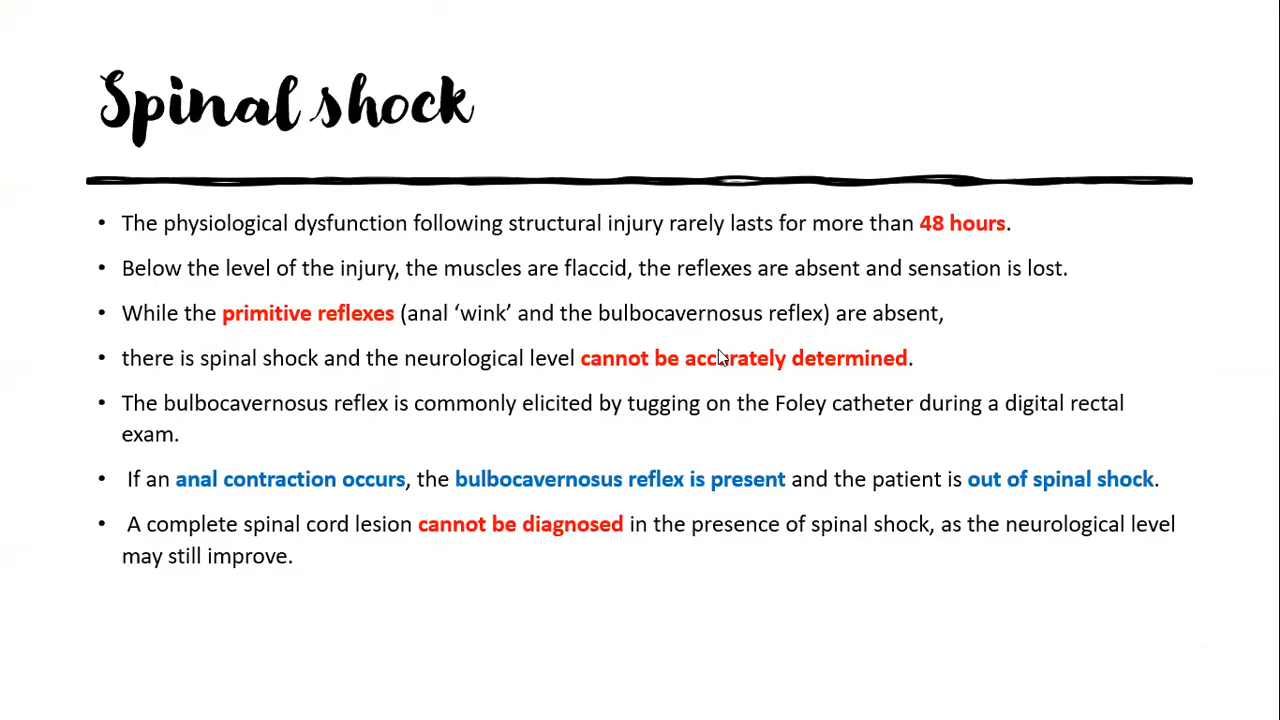 Spinal shock
• The physiological dysfunction following structural injury rarely lasts for more than 48 hours.
• Below the level of the injury, the muscles are flaccid, the reflexes are absent and sensation is lost.
• While the primitive reflexes (anal ‘wink’ and the bulbocavernosus reflex) are absent,
• there is spinal shock and the neurological level cannot be accurately determined.
• The bulbocavernosus reflex is commonly elicited by tugging on the Foley catheter during a digital rectal
exam.
• If an anal contraction occurs, the bulbocavernosus reflex is present and the patient is out of spinal shock.
• A complete spinal cord lesion cannot be diagnosed in the presence of spinal shock, as the neurological level
may still improve.